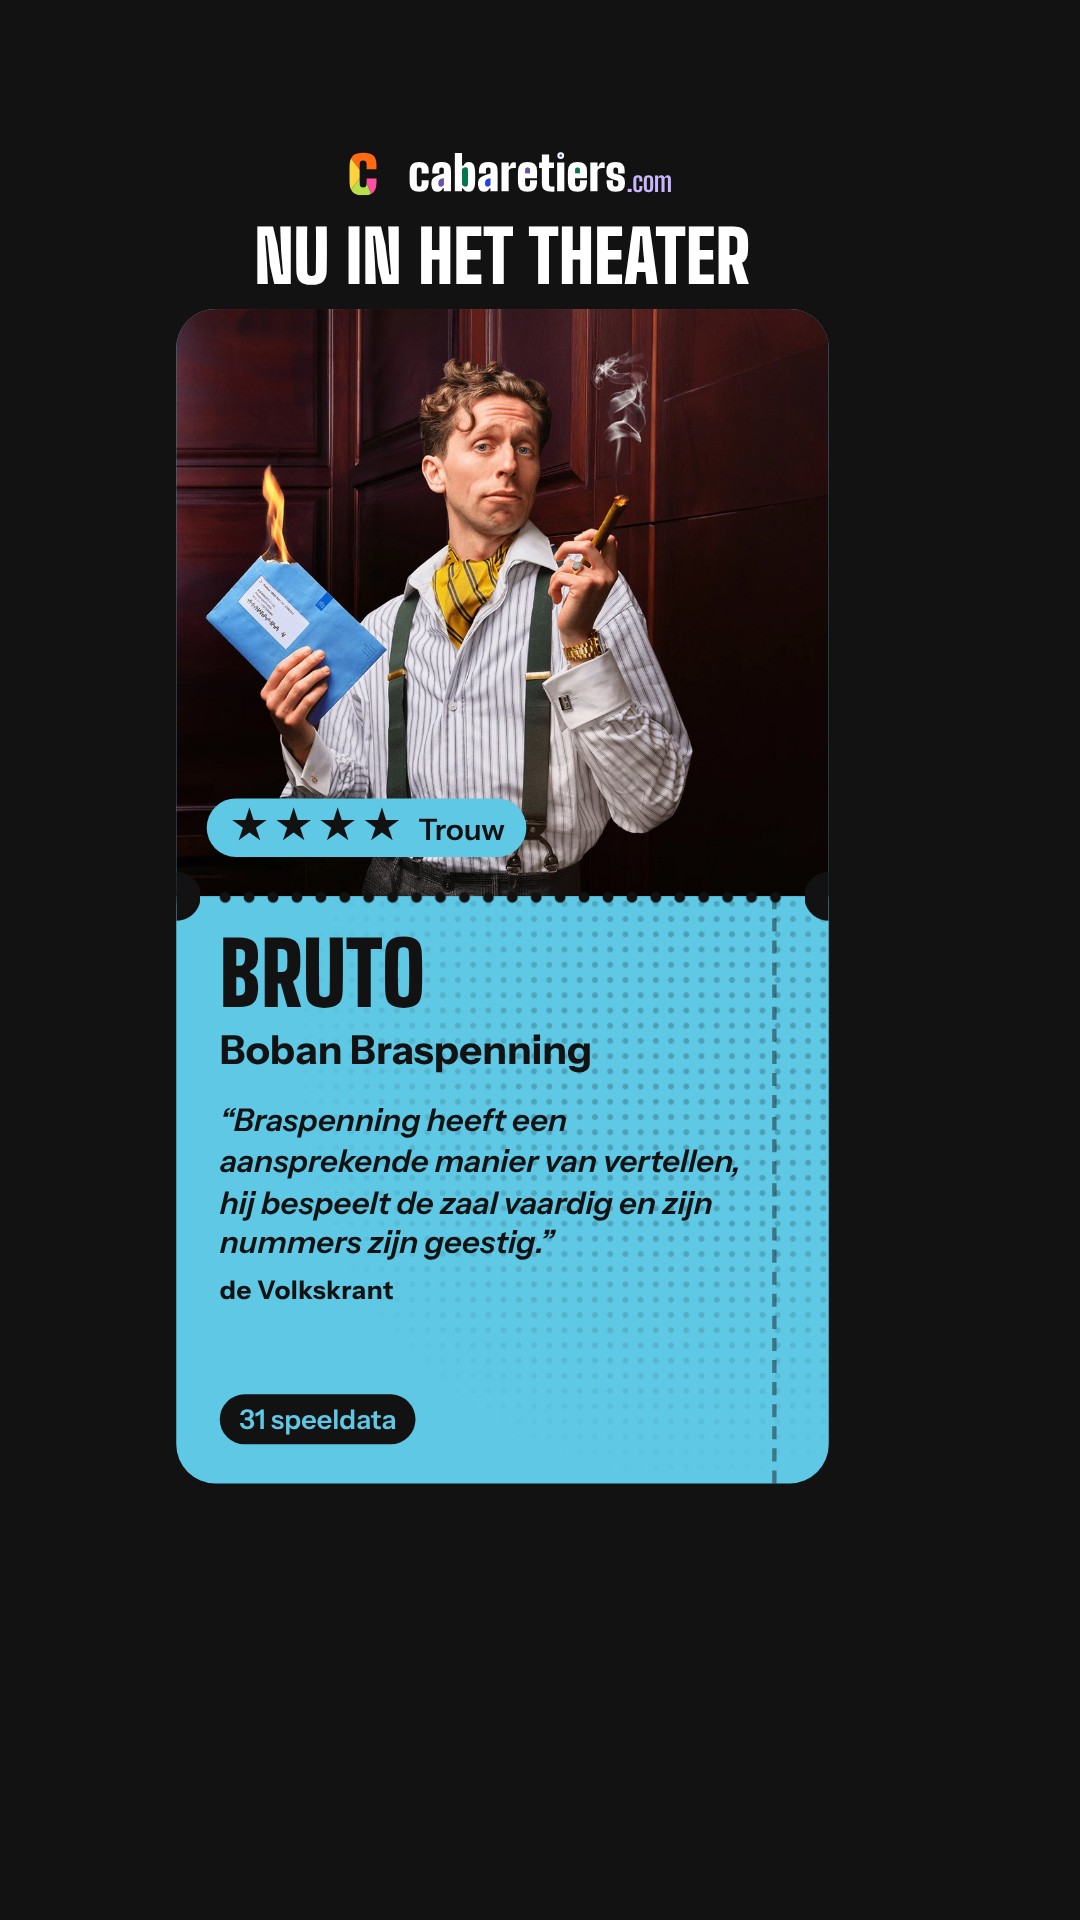 C cabaretiers.com
NU IN HET THEATER
★★★★ Trouw
BRUTO
Boban Braspenning
“Braspenning heeft een
aansprekende manier van vertellen,
hij bespeelt de zaal vaardig en zijn
nummers zijn geestig.”
de Volkskrant
31 speeldata